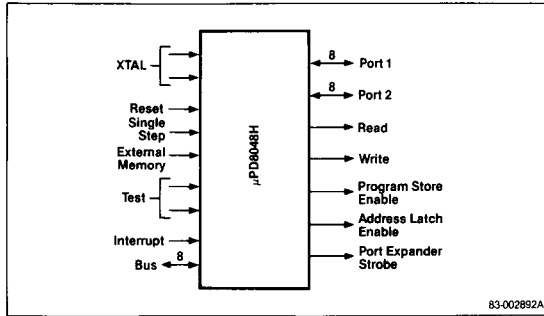 XTAL
Reset
Single
Step
External
Memory
Test
Interrupt
Bus
8
μPD8048H
8
Port 1
8
Port 2
Read
Write
Program Store
Enable
Address Latch
Enable
Port Expander
Strobe
83-002892A